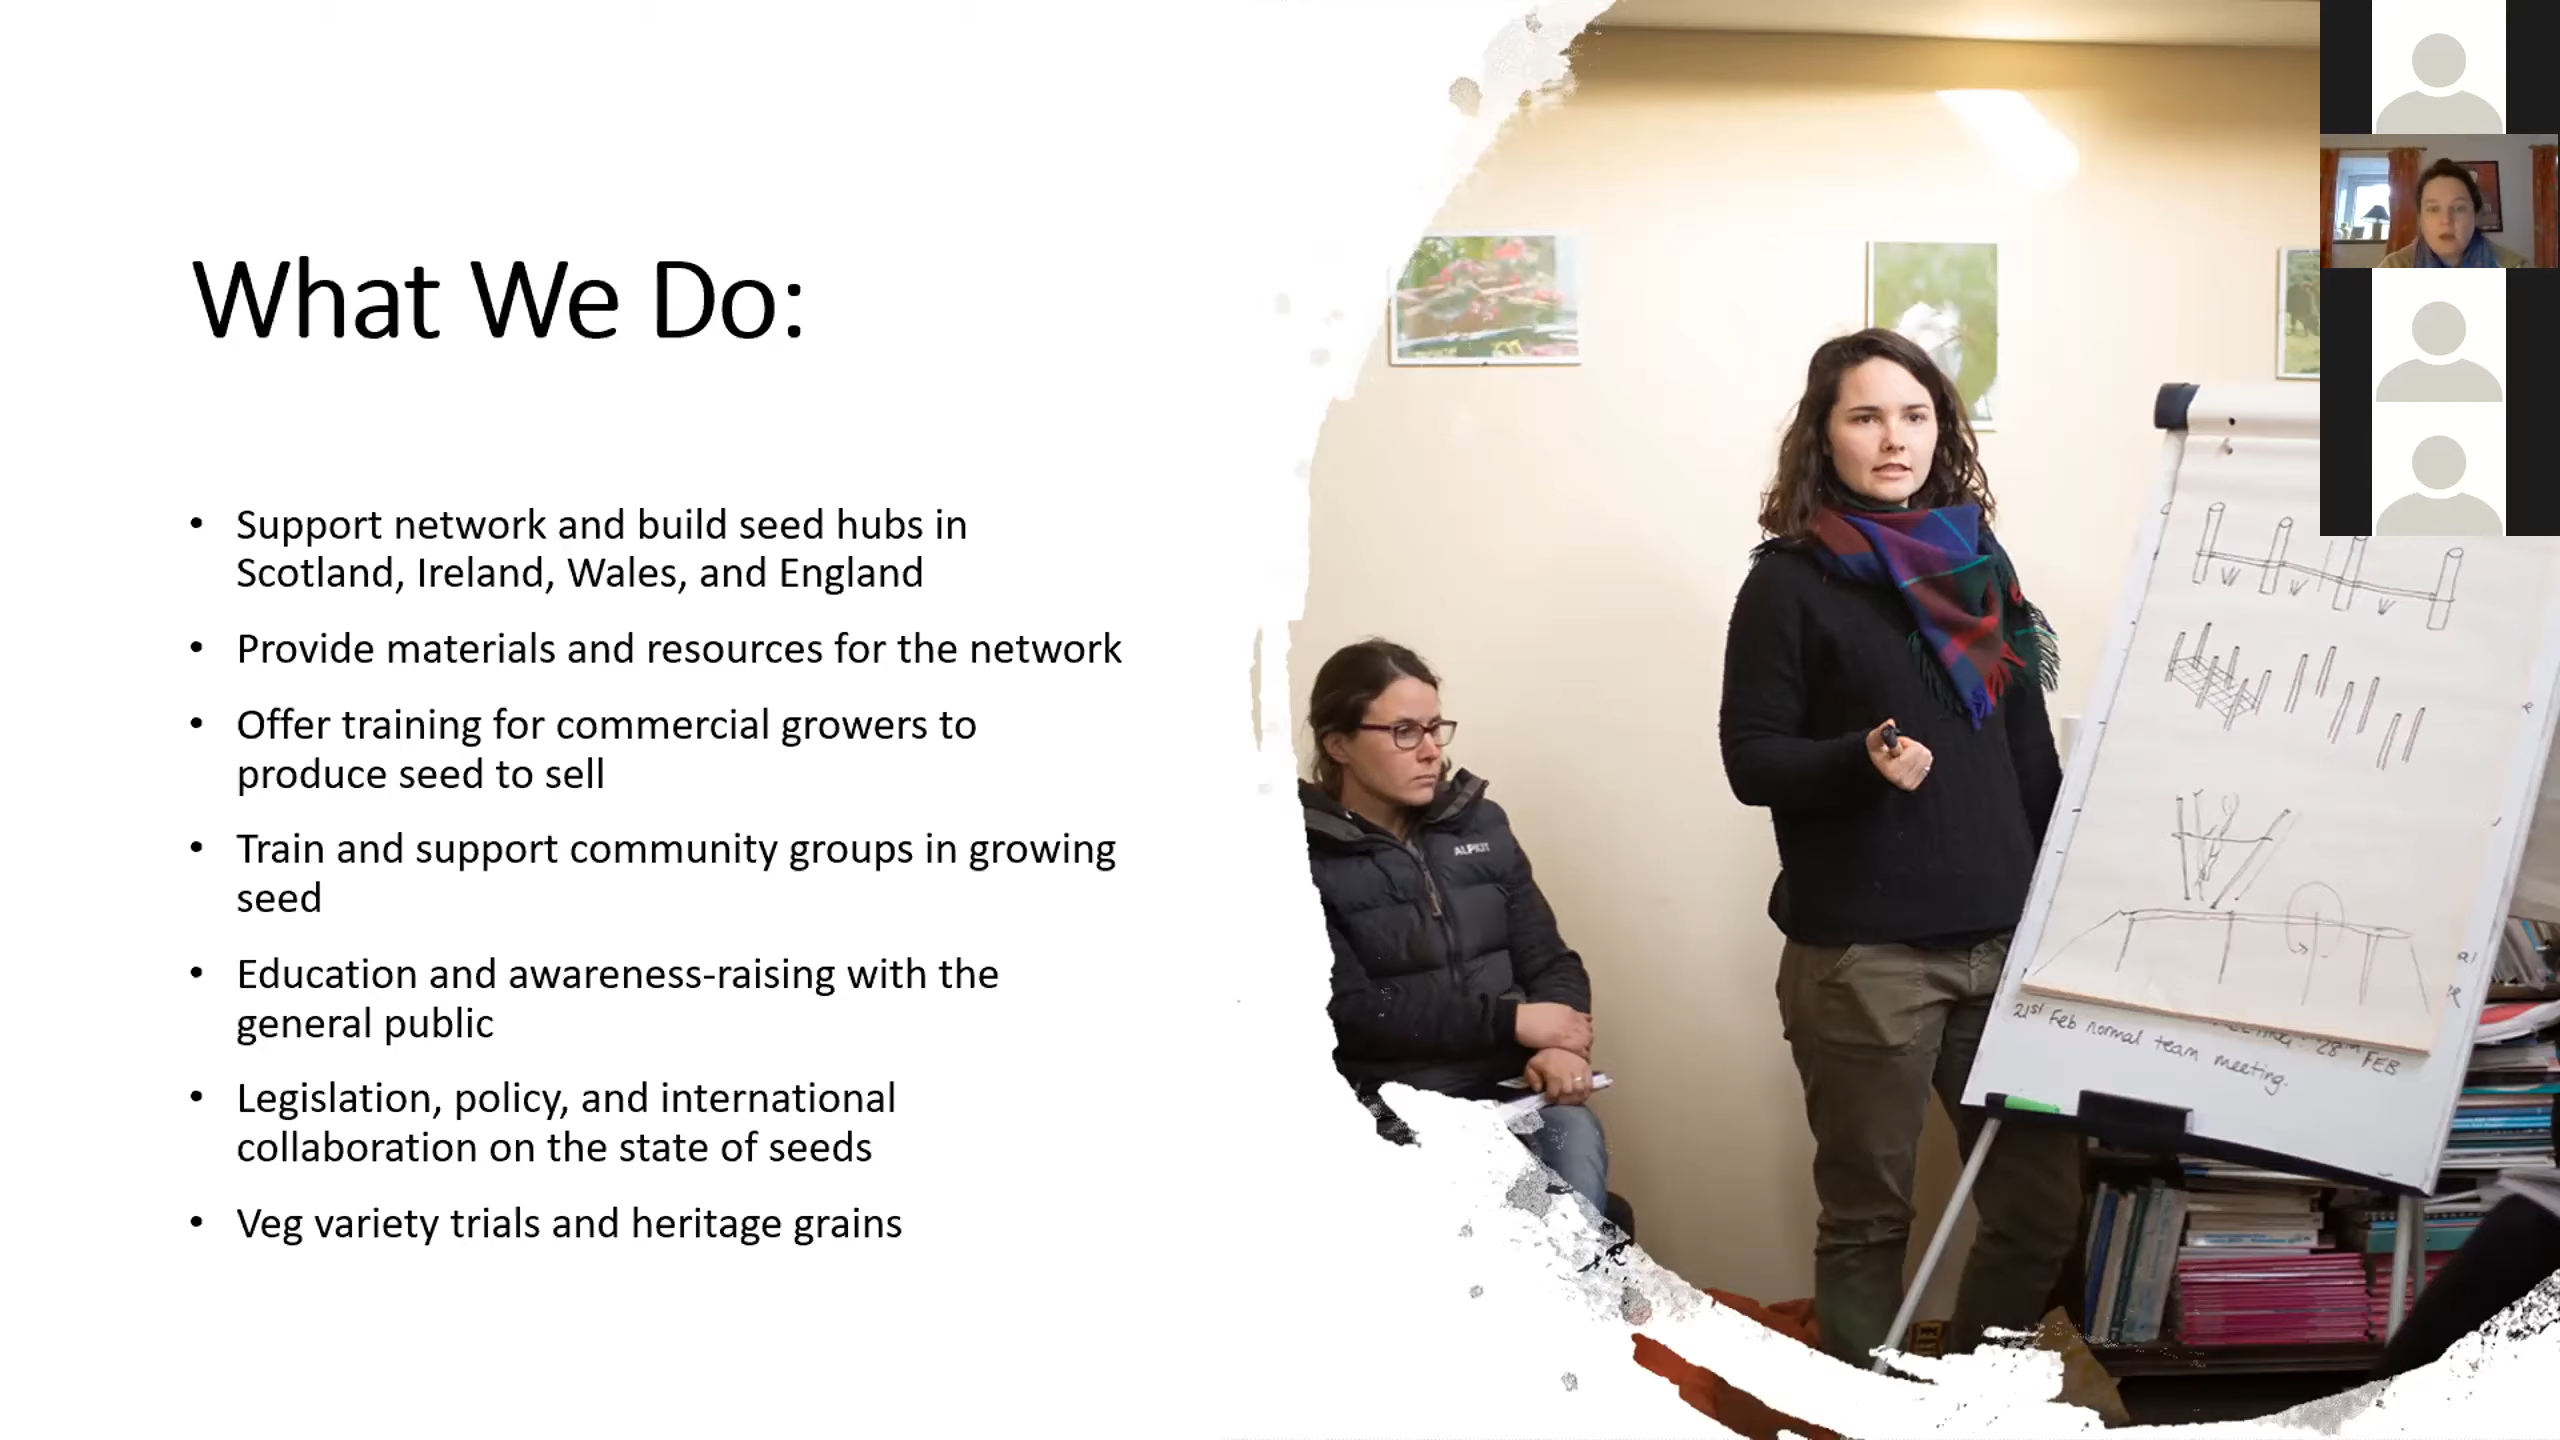 What We Do:
• Support network and build seed hubs in
Scotland, Ireland, Wales, and England
• Provide materials and resources for the network
• Offer training for commercial growers to
produce seed to sell
• Train and support community groups in growing
seed
• Education and awareness-raising with the
general public
• Legislation, policy, and international
collaboration on the state of seeds
• Veg variety trials and heritage grains
ALPKIT
28th FEB
21st Feb normal team meeting.